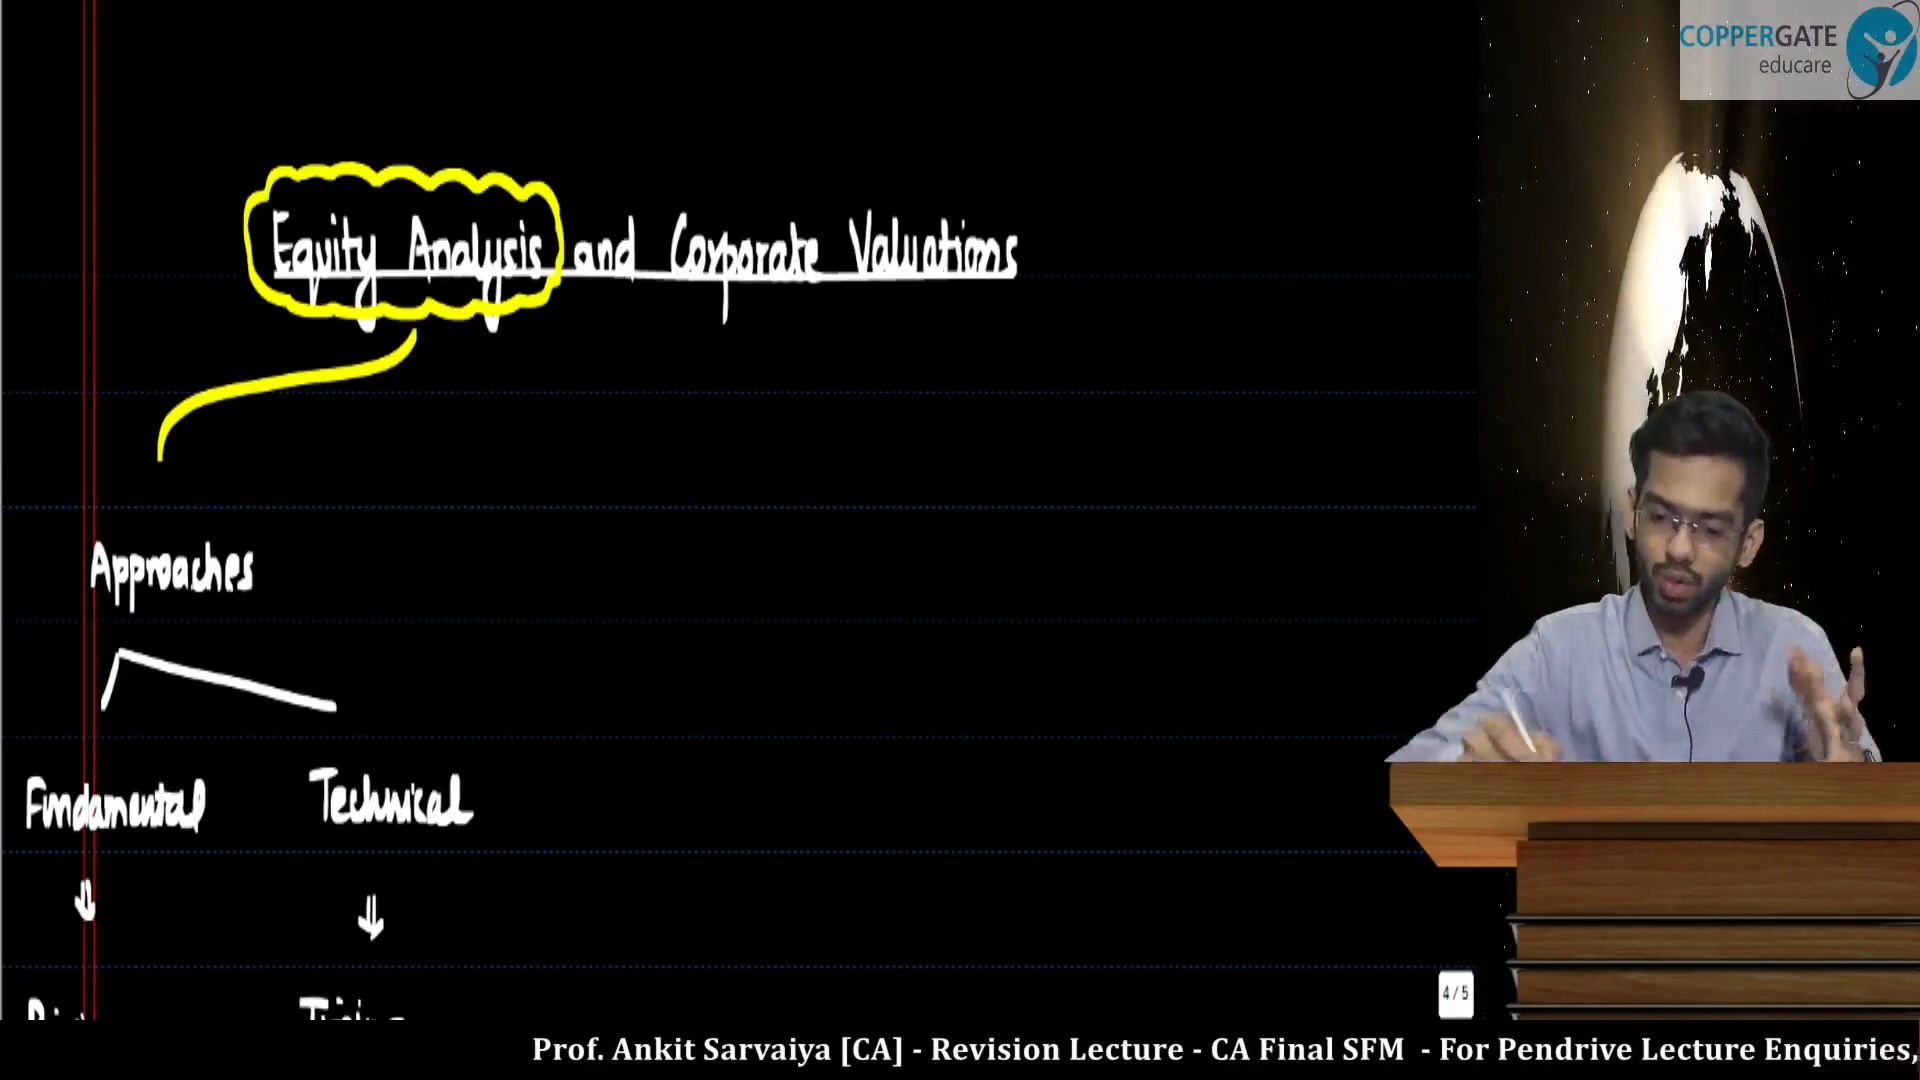 COPPERGATE
educare
Equity Analysis and Corporate Valuations
Approaches
Fundamental Technical
4/5
Prof. Ankit Sarvaiya [CA] - Revision Lecture - CA Final SFM - For Pendrive Lecture Enquiries,